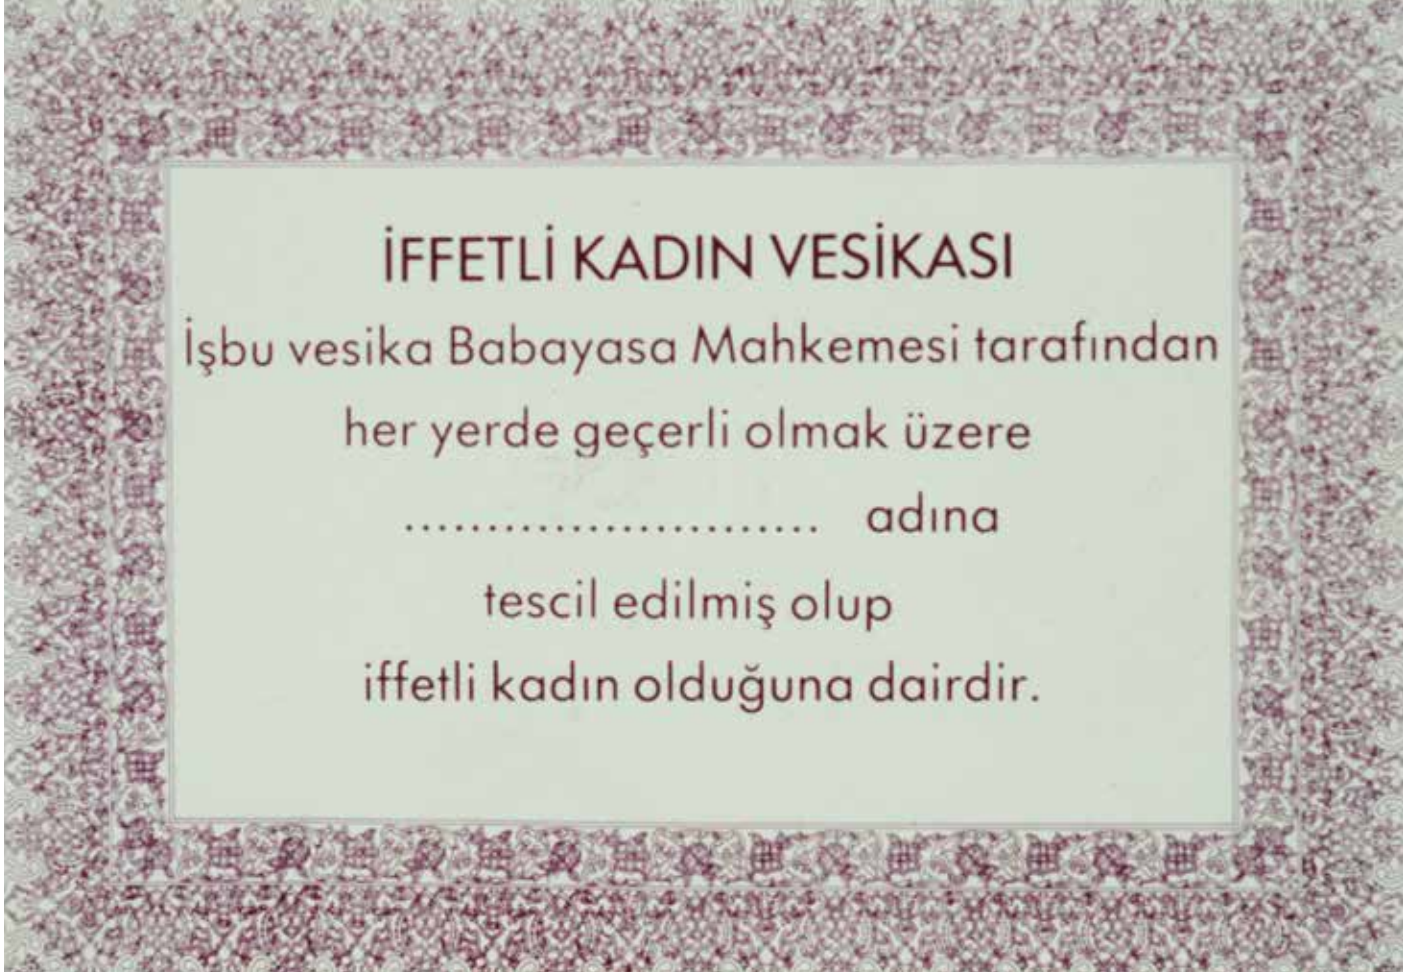 İFFETLİ KADIN VESİKASI
İşbu vesika Babayasa Mahkemesi tarafından
her yerde geçerli olmak üzere
.......................... adına
tescil edilmiş olup
iffetli kadın olduğuna dairdir.